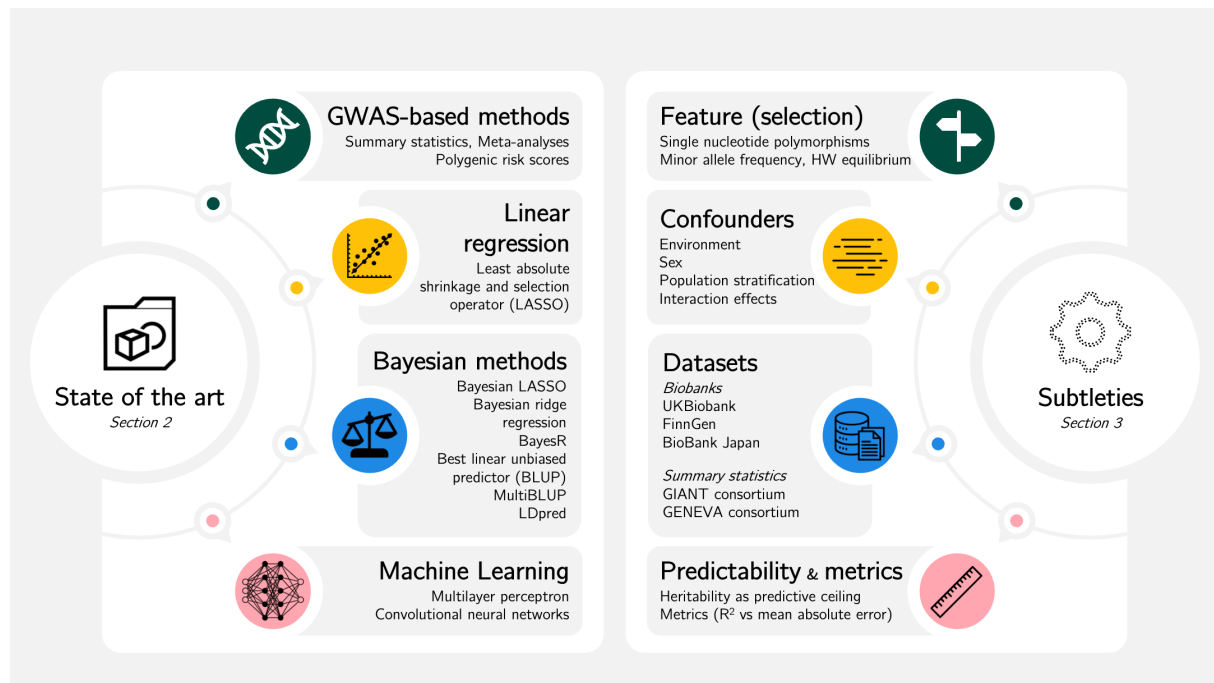 State of the art
Section 2
GWAS-based methods
Summary statistics, Meta-analyses
Polygenic risk scores
Linear
regression
Least absolute
shrinkage and selection
operator (LASSO)
Bayesian methods
Bayesian LASSO
Bayesian ridge
regression
BayesR
Best linear unbiased
predictor (BLUP)
MultiBLUP
LDpred
Machine Learning
Multilayer perceptron
Convolutional neural networks
Feature (selection)
Single nucleotide polymorphisms
Minor allele frequency, HW equilibrium
Confounders
Environment
Sex
Population stratification
Interaction effects
Datasets
Biobanks
UKBiobank
FinnGen
BioBank Japan
Summary statistics
GIANT consortium
GENEVA consortium
Predictability & metrics
Heritability as predictive ceiling
Metrics (R² vs mean absolute error)
Subtleties
Section 3